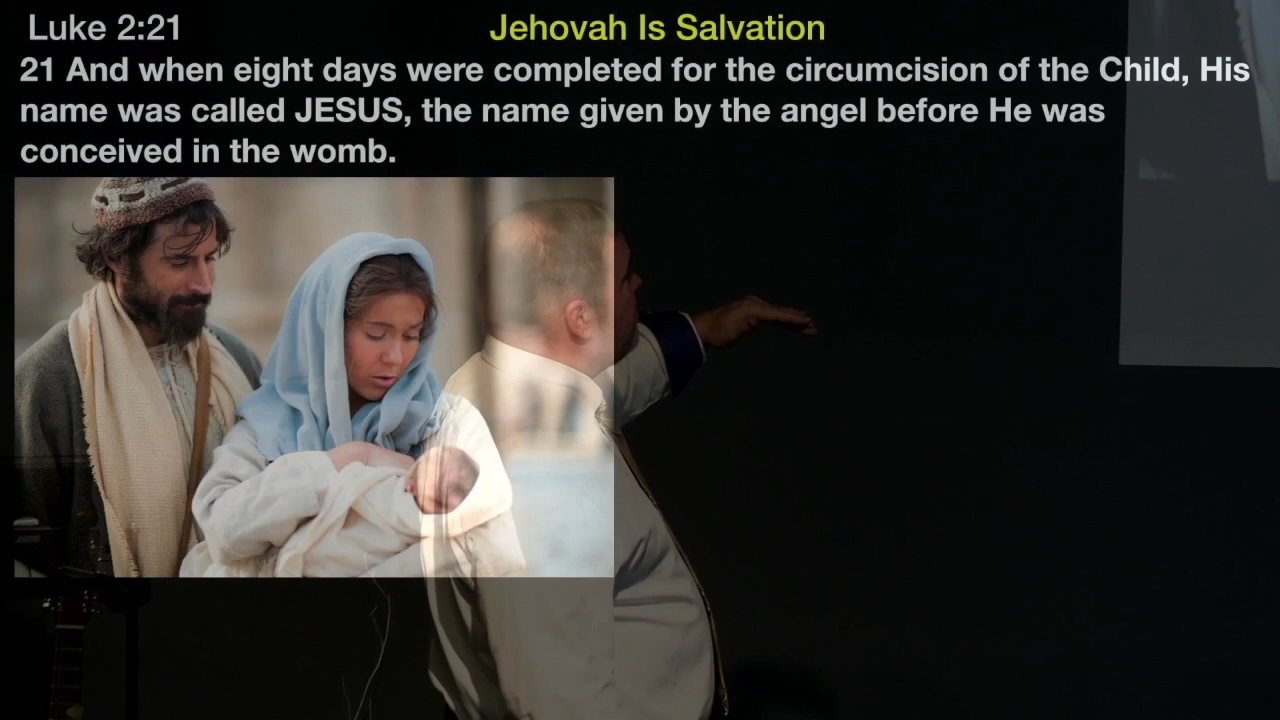 Luke 2:21
Jehovah Is Salvation
21 And when eight days were completed for the circumcision of the Child, His
name was called JESUS, the name given by the angel before He was
conceived in the womb.